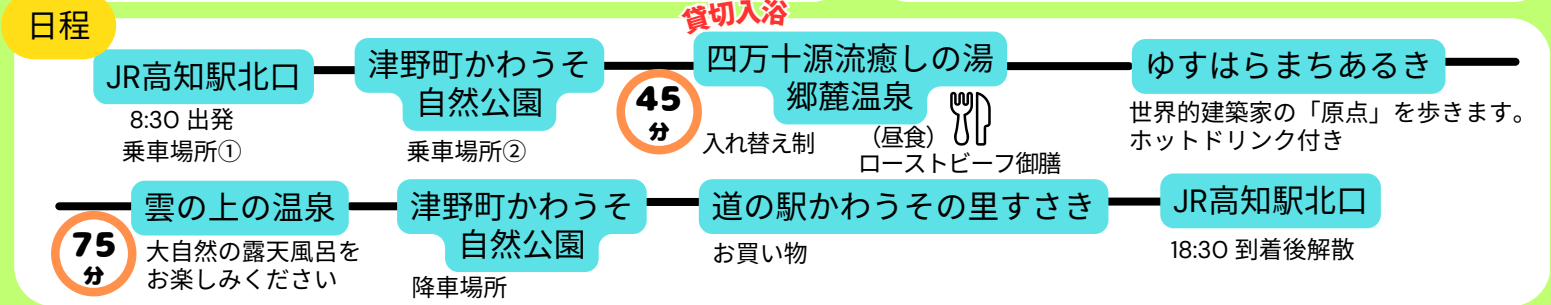 日程
JR高知駅北口
8:30 出発
乗車場所①
津野町かわうそ
自然公園
乗車場所②
貸切入浴
45
分
四万十源流癒しの湯
郷麓温泉
入れ替え制
(昼食)
ローストビーフ御膳
ゆすはらまちあるき
世界的建築家の「原点」を歩きます。
ホットドリンク付き
75
分
雲の上の温泉
大自然の露天風呂を
お楽しみください
津野町かわうそ
自然公園
降車場所
道の駅かわうその里すさき
お買い物
JR高知駅北口
18:30 到着後解散